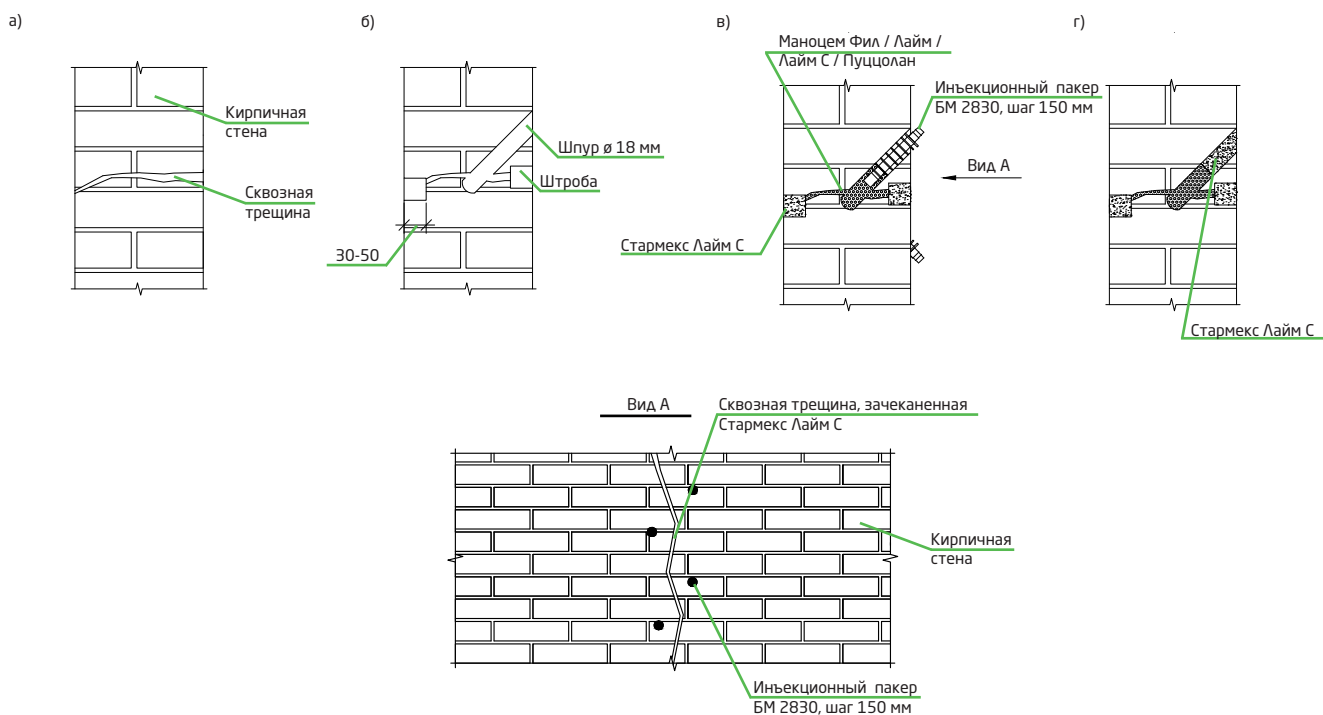 а)
б)
в)
г)
Кирпичная
стена
Сквозная
трещина
Шпур ø 18 мм
Штроба
30-50
Маноцем Фил / Лайм /
Лайм С / Пуццолан
Инъекционный пакер
БМ 2830, шаг 150 мм
Вид А
Стармекс Лайм С
Стармекс Лайм С
Вид А
Сквозная трещина, зачеканенная
Стармекс Лайм С
Кирпичная
стена
Инъекционный пакер
БМ 2830, шаг 150 мм